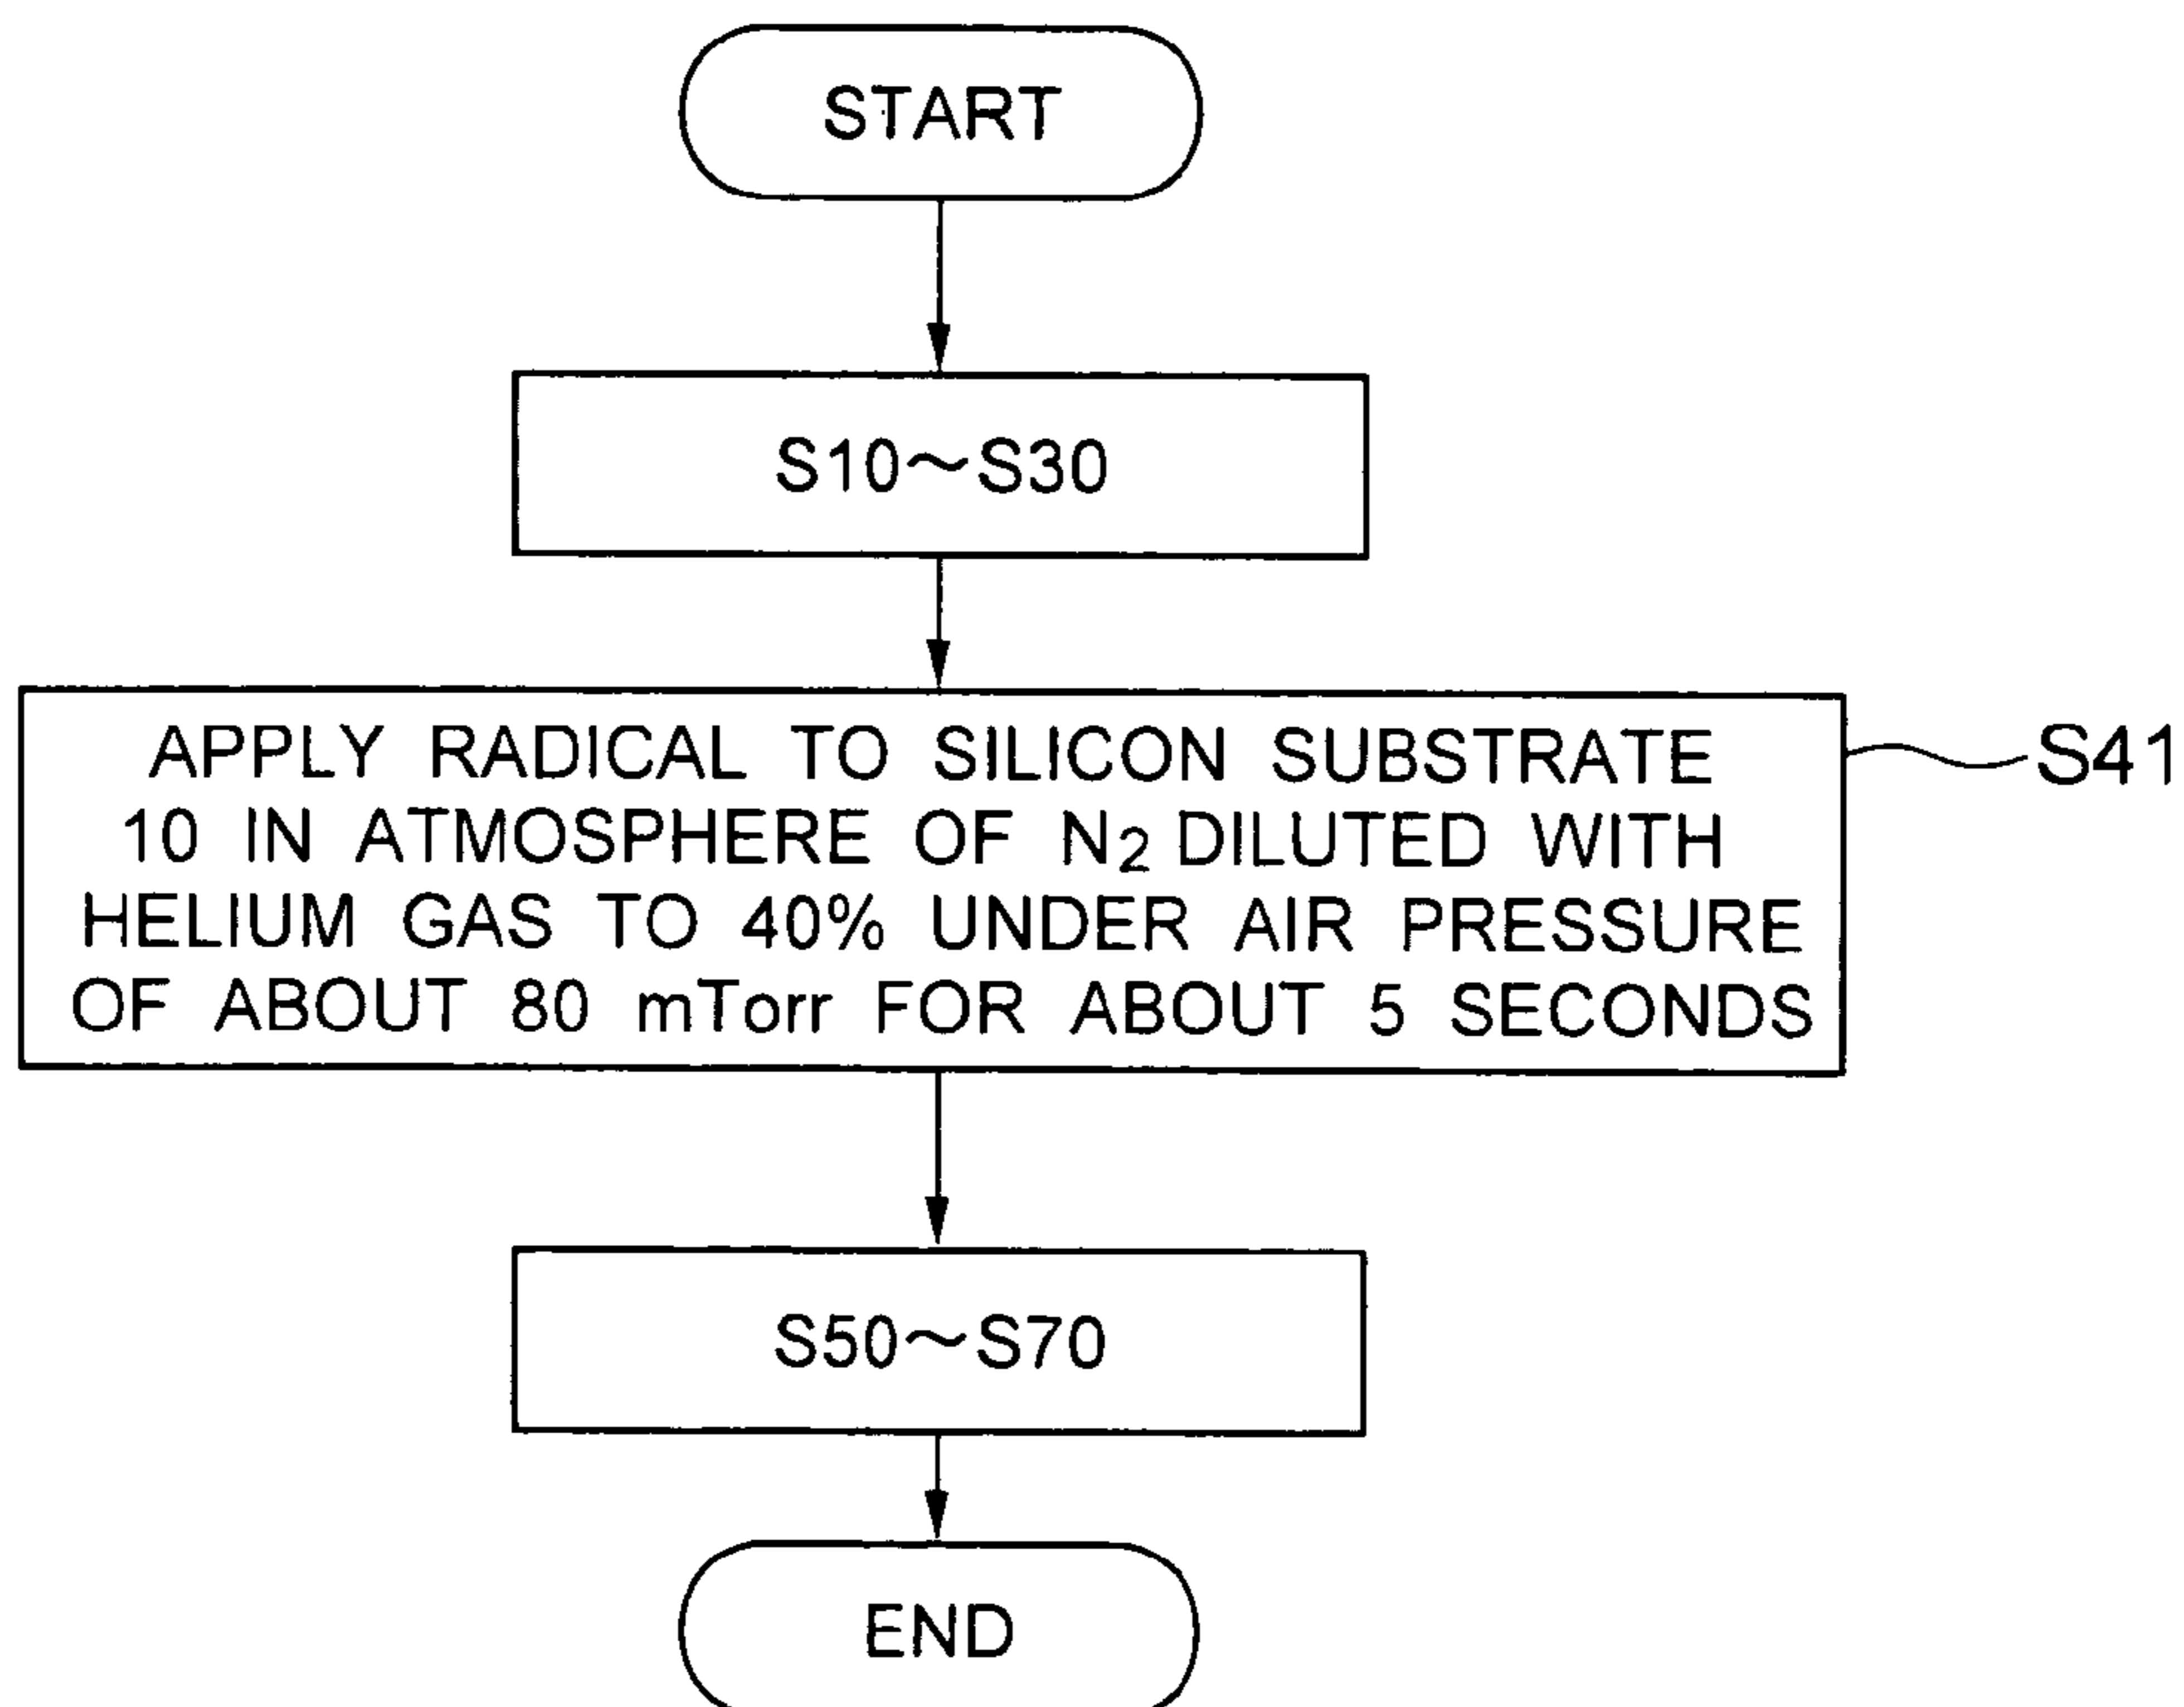 START
S10～S30
APPLY RADICAL TO SILICON SUBSTRATE
10 IN ATMOSPHERE OF N2 DILUTED WITH
HELIUM GAS TO 40% UNDER AIR PRESSURE
OF ABOUT 80 mTorr FOR ABOUT 5 SECONDS
S41
S50～S70
END